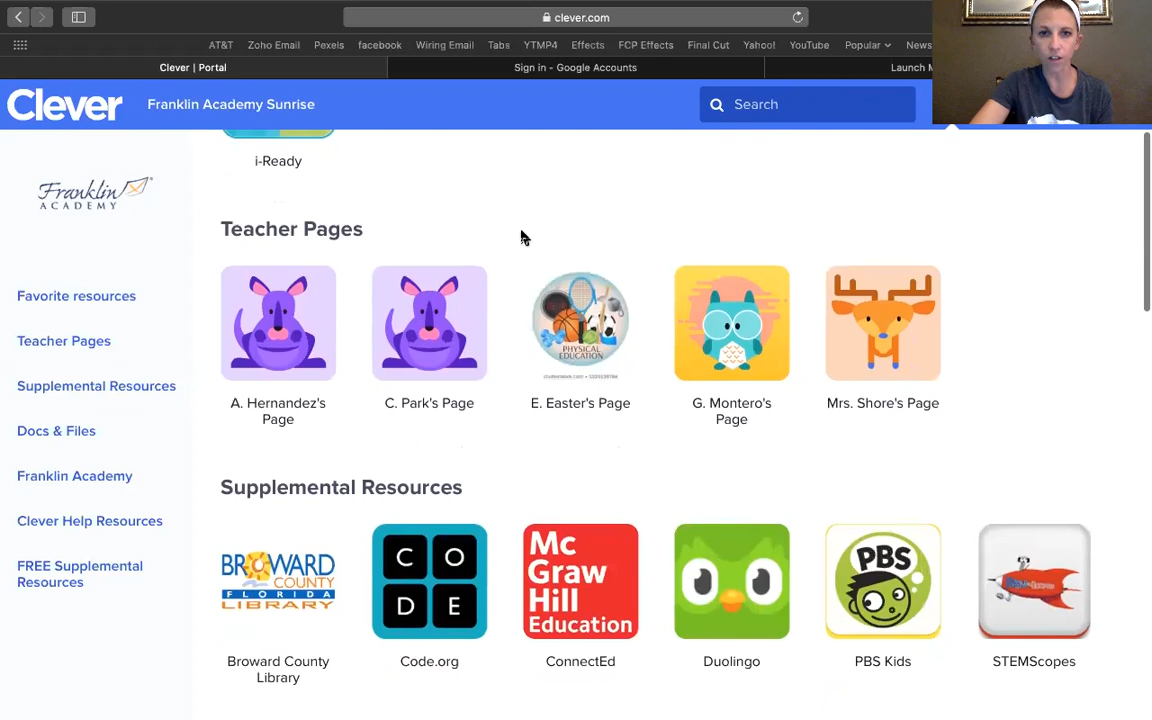 clever.com
AT&T Zoho Email Pexels facebook Wiring Email Tabs YTMP4 Effects FCP Effects Final Cut Yahoo! YouTube Popular News
Clever | Portal Sign in - Google Accounts Launch M
Clever Franklin Academy Sunrise Search
i-Ready
Franklin
ACADEMY
Favorite resources
Teacher Pages
Supplemental Resources
Docs & Files
Franklin Academy
Clever Help Resources
FREE Supplemental
Resources
Teacher Pages
PHYSICAL
EDUCATION
A. Hernandez's
Page
C. Park's Page
E. Easter's Page
G. Montero's
Page
Mrs. Shore's Page
Supplemental Resources
BROWARD
COUNTY
FLORIDA
LIBRARY
C O
D E
Mc
Graw
Hill
Education
PBS
Broward County
Library
Code.org
ConnectEd
Duolingo
PBS Kids
STEMScopes